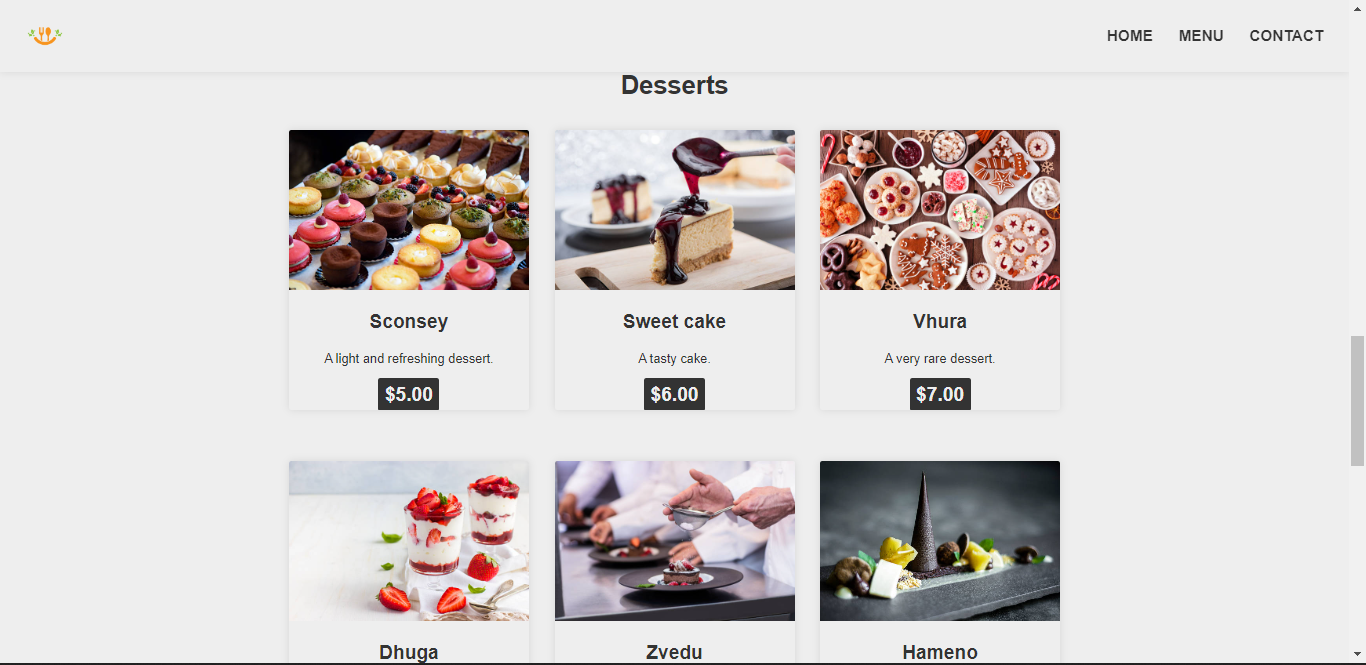 HOME MENU CONTACT
Desserts
Sconsey
A light and refreshing dessert.
$5.00
Sweet cake
A tasty cake.
$6.00
Vhura
A very rare dessert.
$7.00
Dhuga
Zvedu
Hameno